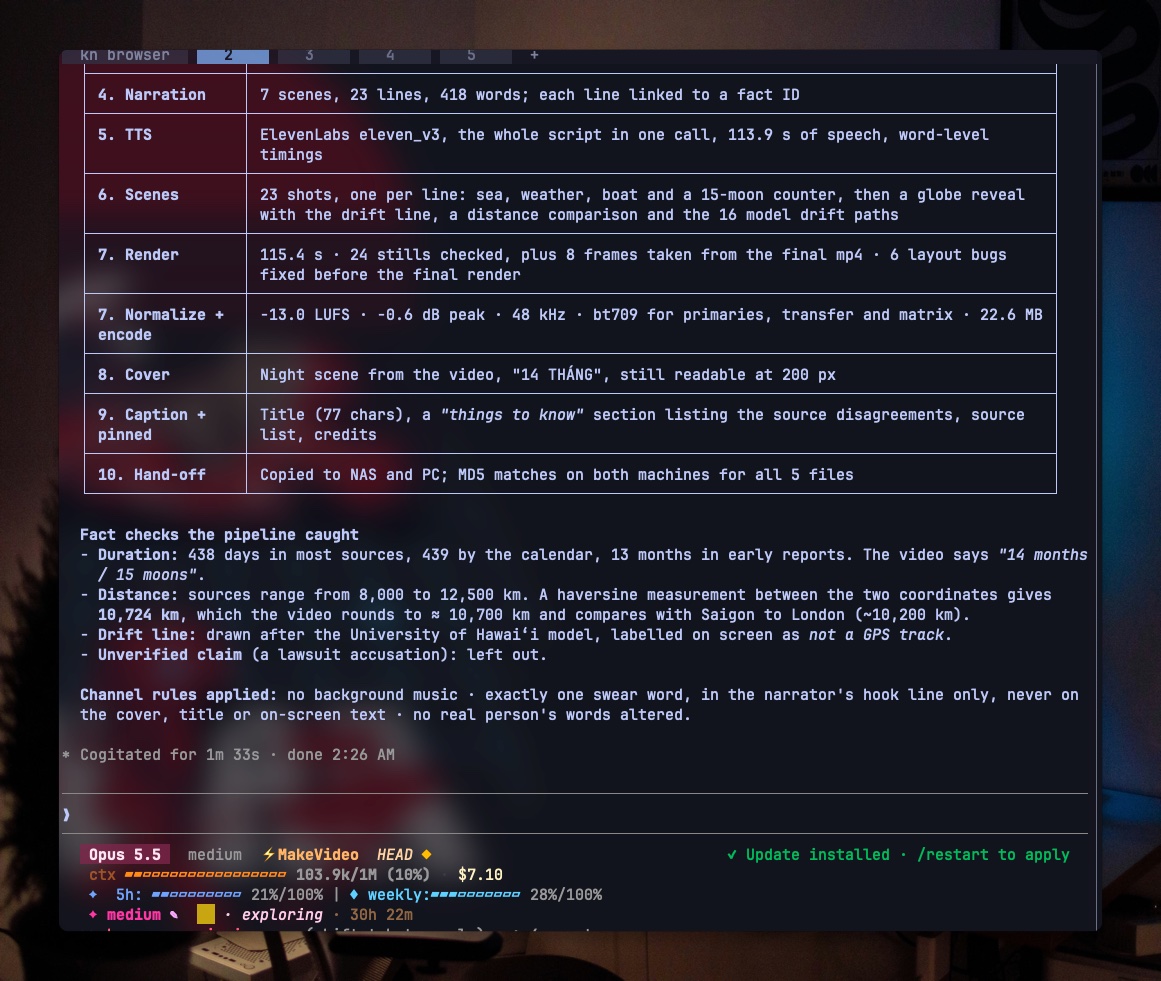 kn browser 2 3 4 5 +
4. Narration 7 scenes, 23 lines, 418 words; each line linked to a fact ID
5. TTS ElevenLabs eleven_v3, the whole script in one call, 113.9 s of speech, word-level
timings
6. Scenes 23 shots, one per line: sea, weather, boat and a 15-moon counter, then a globe reveal
with the drift line, a distance comparison and the 16 model drift paths
7. Render 115.4 s · 24 stills checked, plus 8 frames taken from the final mp4 · 6 layout bugs
fixed before the final render
7. Normalize + -13.0 LUFS · -0.6 dB peak · 48 kHz · bt709 for primaries, transfer and matrix · 22.6 MB
encode
8. Cover Night scene from the video, "14 THÁNG", still readable at 200 px
9. Caption + Title (77 chars), a "things to know" section listing the source disagreements, source
pinned list, credits
10. Hand-off Copied to NAS and PC; MD5 matches on both machines for all 5 files
Fact checks the pipeline caught
- Duration: 438 days in most sources, 439 by the calendar, 13 months in early reports. The video says "14 months
/ 15 moons".
- Distance: sources range from 8,000 to 12,500 km. A haversine measurement between the two coordinates gives
10,724 km, which the video rounds to ≈ 10,700 km and compares with Saigon to London (~10,200 km).
- Drift line: drawn after the University of Hawaiʻi model, labelled on screen as not a GPS track.
- Unverified claim (a lawsuit accusation): left out.
Channel rules applied: no background music · exactly one swear word, in the narrator's hook line only, never on
the cover, title or on-screen text · no real person's words altered.
* Cogitated for 1m 33s · done 2:26 AM
❯
Opus 5.5 medium ⚡MakeVideo HEAD ◆ ✓ Update installed · /restart to apply
ctx 103.9k/1M (10%) · $7.10
✦ 5h: 21%/100% | ♦ weekly: 28%/100%
✦ medium ✎ · exploring · 30h 22m